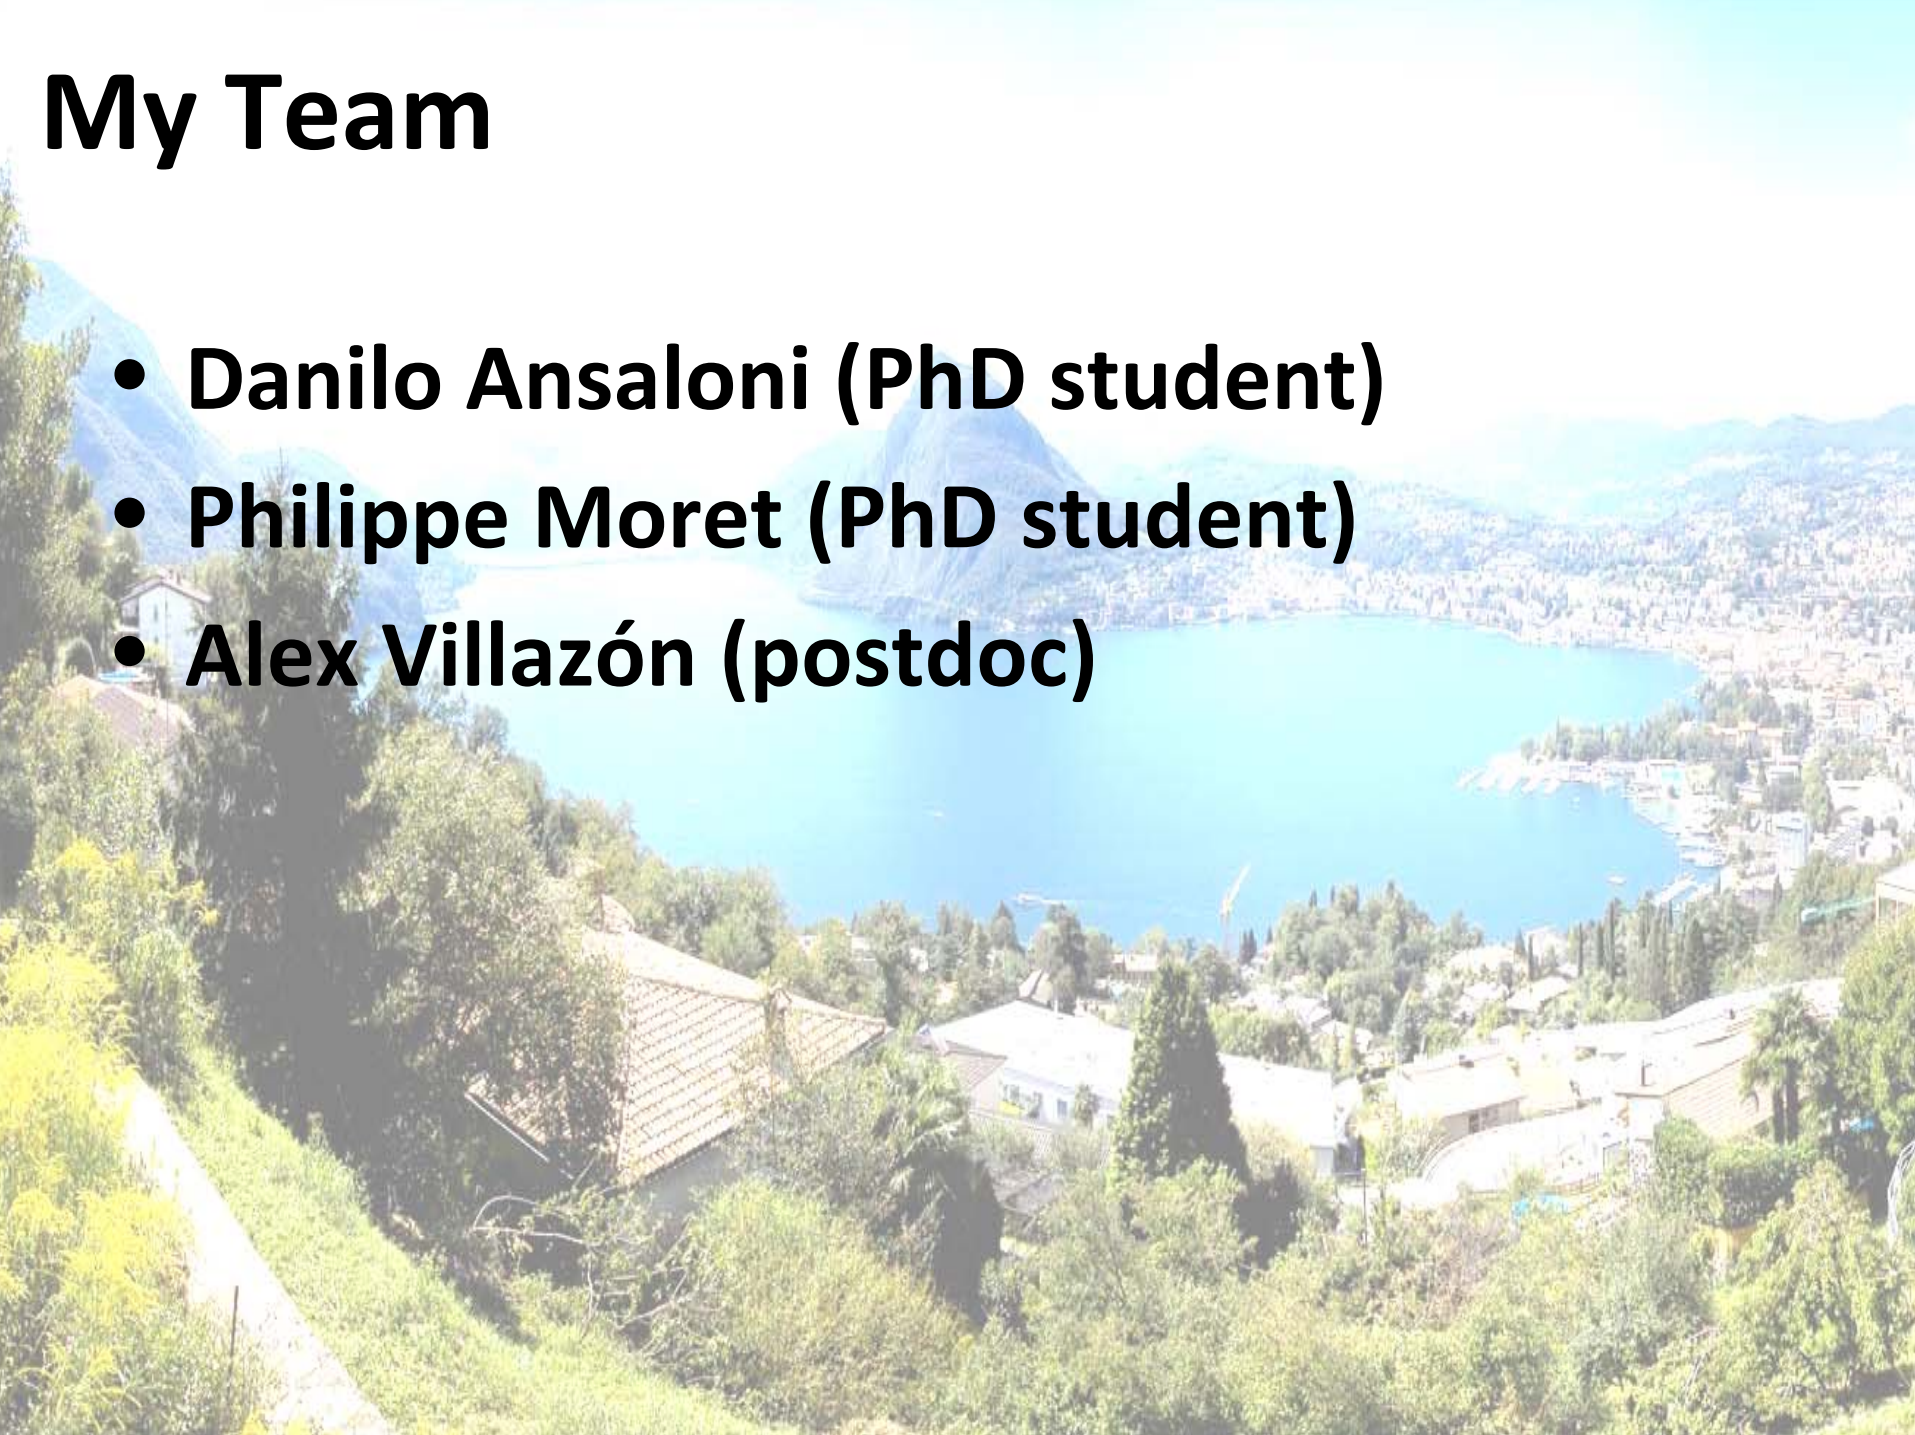 My Team
• Danilo Ansaloni (PhD student)
• Philippe Moret (PhD student)
• Alex Villazón (postdoc)